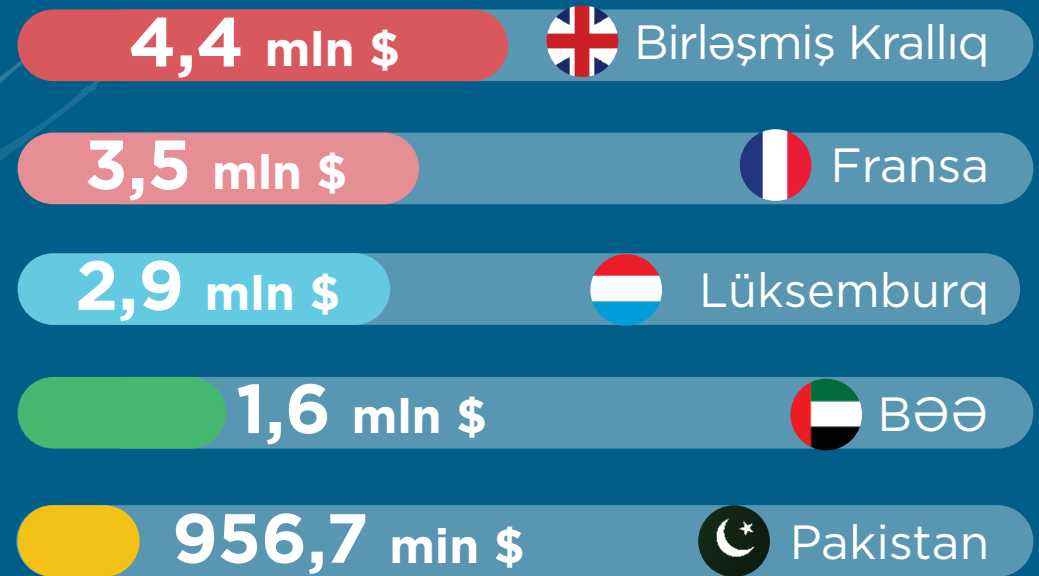 4,4 mln $ Birləşmiş Krallıq
3,5 mln $ Fransa
2,9 mln $ Lüksemburq
1,6 mln $ BƏƏ
956,7 min $ Pakistan